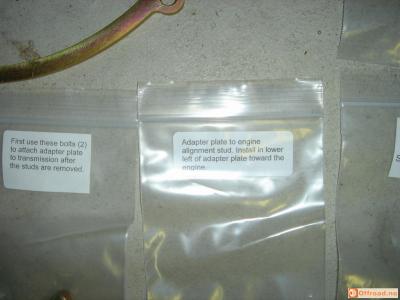 First use these bolts (2)
to attach adapter plate
to transmission after
the studs are removed.
Adapter plate to engine
alignment stud. Install in lower
left of adapter plate toward the
engine.
S
Offroad.no